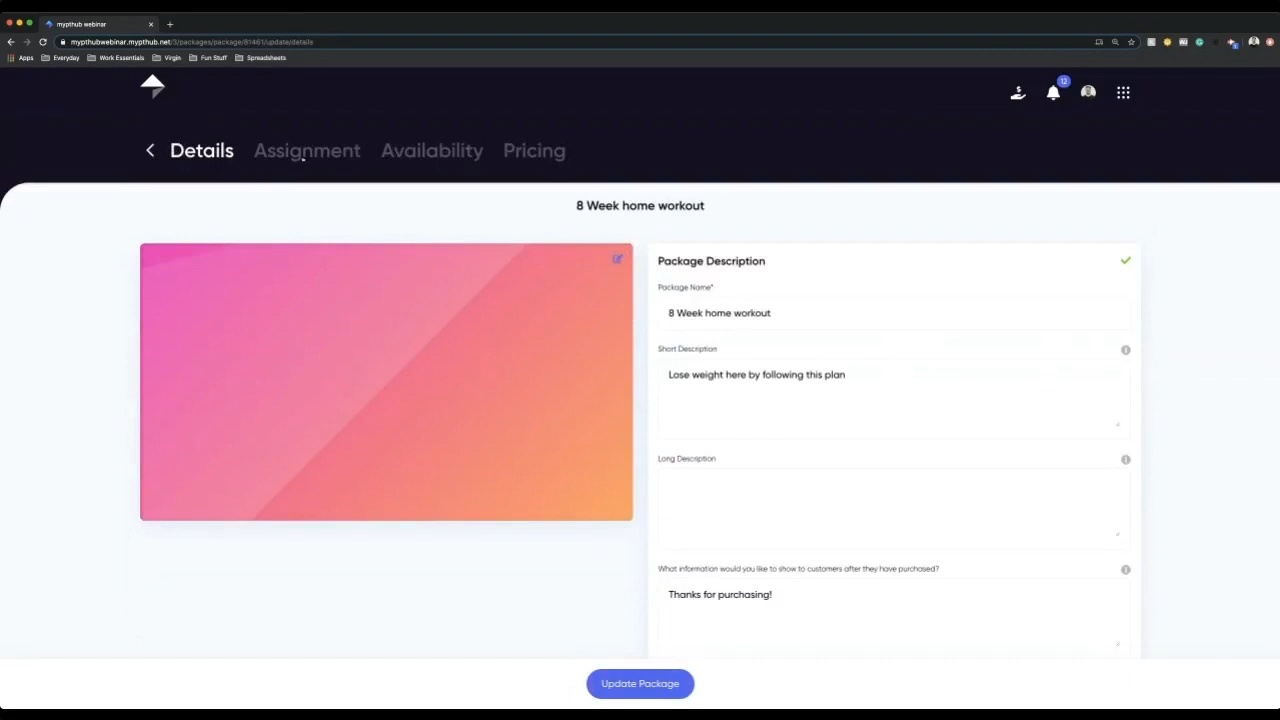 mypthub webinar
mypthubwebinar.mypthub.net/3/packages/package/81461/update/details
Apps Everyday Work Essentials Virgin Fun Stuff Spreadsheets
12
Details Assignment Availability Pricing
8 Week home workout
Package Description
Package Name*
8 Week home workout
Short Description
Lose weight here by following this plan
Long Description
What information would you like to show to customers after they have purchased?
Thanks for purchasing!
Update Package